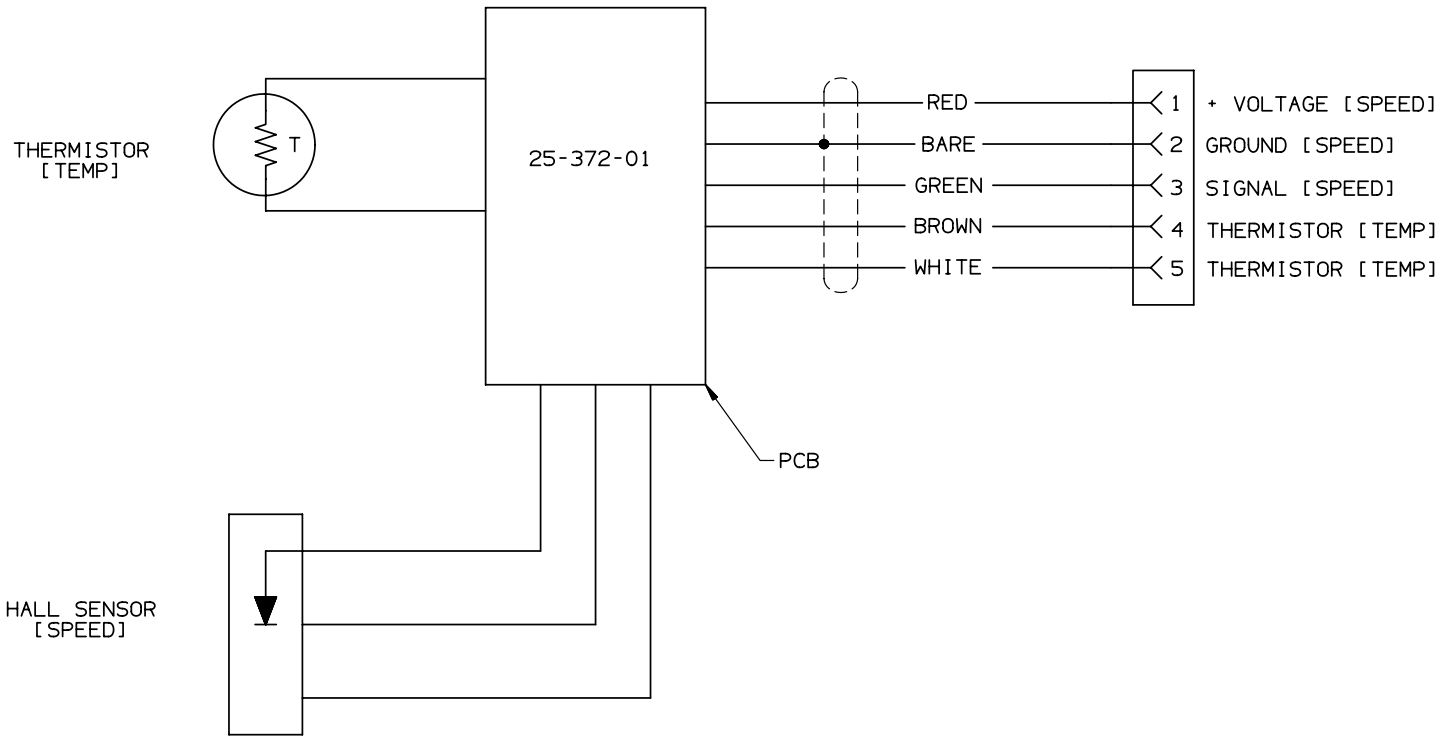 THERMISTOR
[TEMP]
T
25-372-01
RED
BARE
GREEN
BROWN
WHITE
1 + VOLTAGE [SPEED]
2 GROUND [SPEED]
3 SIGNAL [SPEED]
4 THERMISTOR [TEMP]
5 THERMISTOR [TEMP]
PCB
HALL SENSOR
[SPEED]